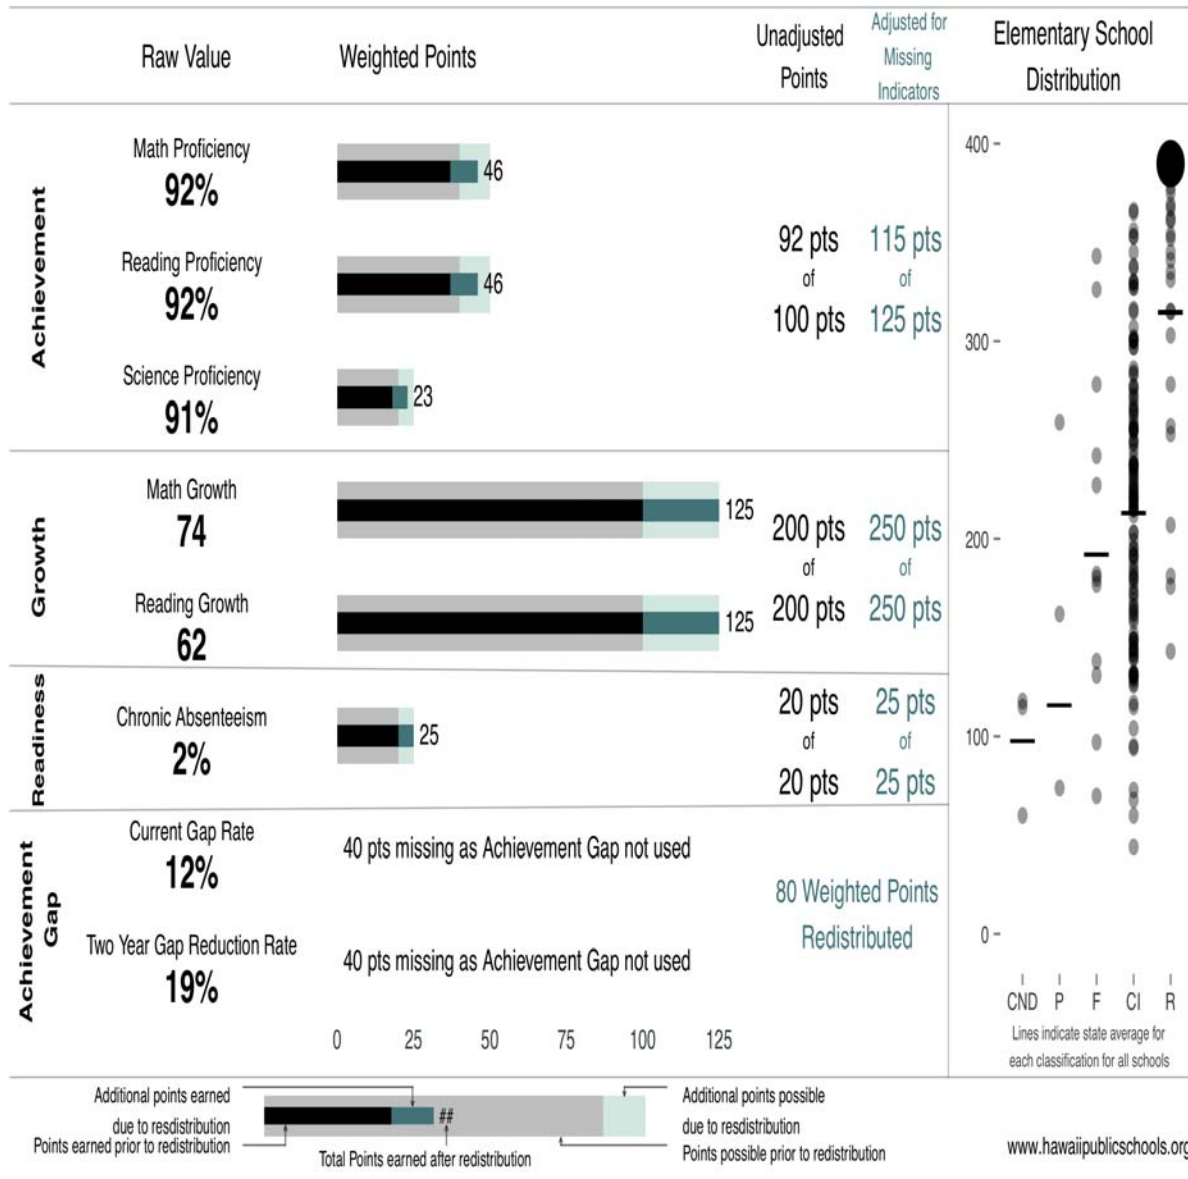 Raw Value
Weighted Points
Unadjusted
Points
Adjusted for
Missing
Indicators
Elementary School
Distribution
Achievement
Math Proficiency
92%
46
Reading Proficiency
92%
46
Science Proficiency
91%
23
92 pts
of
100 pts
115 pts
of
125 pts
Growth
Math Growth
74
125
Reading Growth
62
125
200 pts
of
200 pts
250 pts
of
250 pts
Readiness
Chronic Absenteeism
2%
25
20 pts
of
20 pts
25 pts
of
25 pts
Achievement
Gap
Current Gap Rate
12%
40 pts missing as Achievement Gap not used
Two Year Gap Reduction Rate
19%
40 pts missing as Achievement Gap not used
80 Weighted Points
Redistributed
0 25 50 75 100 125
400
300
200
100
0
CND P F CI R
Lines indicate state average for
each classification for all schools
Additional points earned
due to resdistribution
Points earned prior to redistribution
##
Total Points earned after redistribution
Additional points possible
due to resdistribution
Points possible prior to redistribution
www.hawaiipublicschools.org